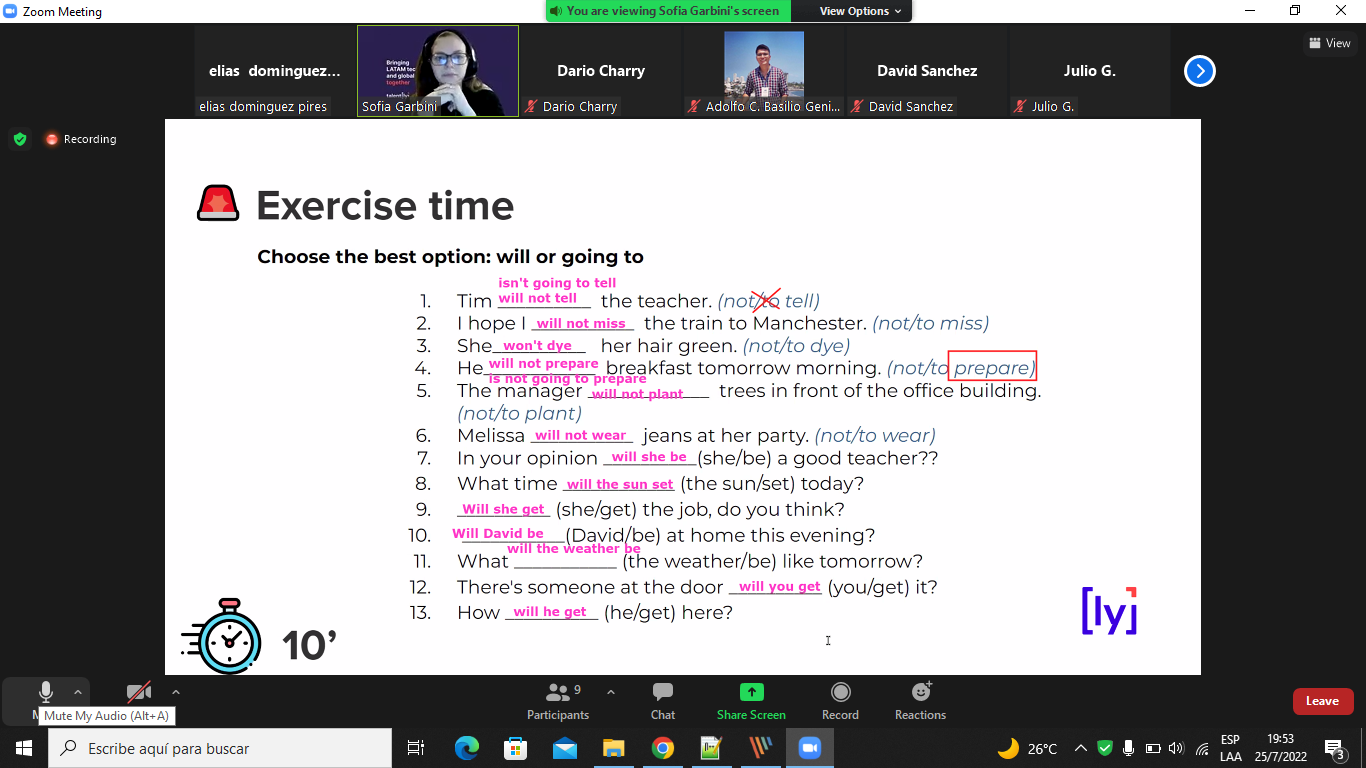 Zoom Meeting
You are viewing Sofia Garbini's screen
View Options
View
elias dominguez...
elias dominguez pires
Bringing
LATAM tec
and global
together
Sofia Garbini
Dario Charry
Dario Charry
Adolfo C. Basilio Geni...
David Sanchez
David Sanchez
Julio G.
Julio G.
Recording
Exercise time
Choose the best option: will or going to
isn't going to tell
1. Tim will not tell the teacher. (not/to tell)
2. I hope I will not miss the train to Manchester. (not/to miss)
3. She won't dye her hair green. (not/to dye)
4. He will not prepare breakfast tomorrow morning. (not/to prepare)
is not going to prepare
5. The manager will not plant trees in front of the office building.
(not/to plant)
6. Melissa will not wear jeans at her party. (not/to wear)
7. In your opinion will she be (she/be) a good teacher??
8. What time will the sun set (the sun/set) today?
9. Will she get (she/get) the job, do you think?
10. Will David be (David/be) at home this evening?
will the weather be
11. What ___________ (the weather/be) like tomorrow?
12. There's someone at the door will you get (you/get) it?
13. How will he get (he/get) here?
10’
[ly]
Mute My Audio (Alt+A)
Participants
9
Chat
Share Screen
Record
Reactions
Leave
Escribe aquí para buscar
26°C
ESP
LAA
19:53
25/7/2022
3